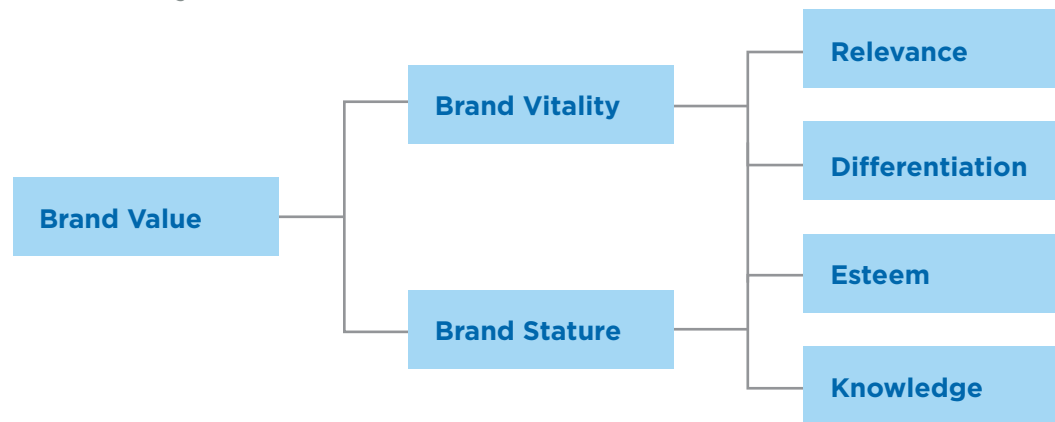 Brand Value
Brand Vitality
Brand Stature
Relevance
Differentiation
Esteem
Knowledge